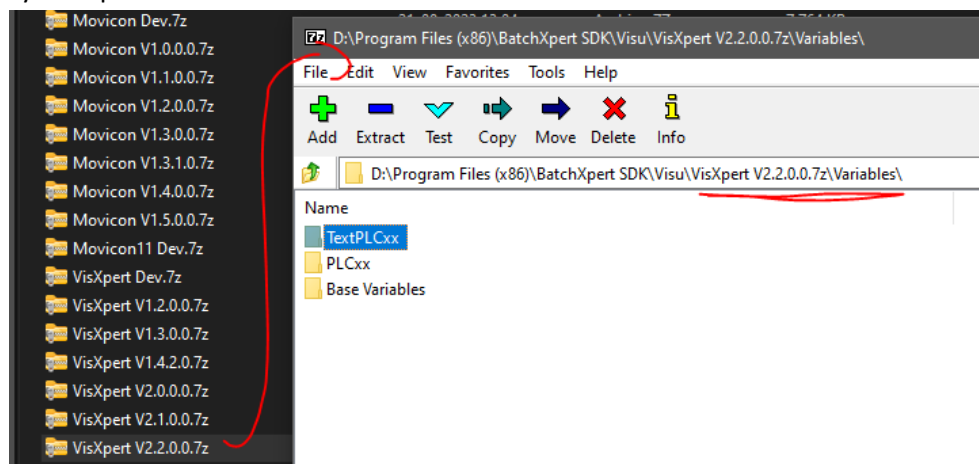 Movicon Dev.7z
Movicon V1.0.0.0.7z
Movicon V1.1.0.0.7z
Movicon V1.2.0.0.7z
Movicon V1.3.0.0.7z
Movicon V1.3.1.0.7z
Movicon V1.4.0.0.7z
Movicon V1.5.0.0.7z
Movicon11 Dev.7z
VisXpert Dev.7z
VisXpert V1.2.0.0.7z
VisXpert V1.3.0.0.7z
VisXpert V1.4.2.0.7z
VisXpert V2.0.0.0.7z
VisXpert V2.1.0.0.7z
VisXpert V2.2.0.0.7z
7z D:\Program Files (x86)\BatchXpert SDK\Visu\VisXpert V2.2.0.0.7z\Variables\
File Edit View Favorites Tools Help
Add Extract Test Copy Move Delete Info
D:\Program Files (x86)\BatchXpert SDK\Visu\VisXpert V2.2.0.0.7z\Variables\
Name
TextPLCxx
PLCxx
Base Variables